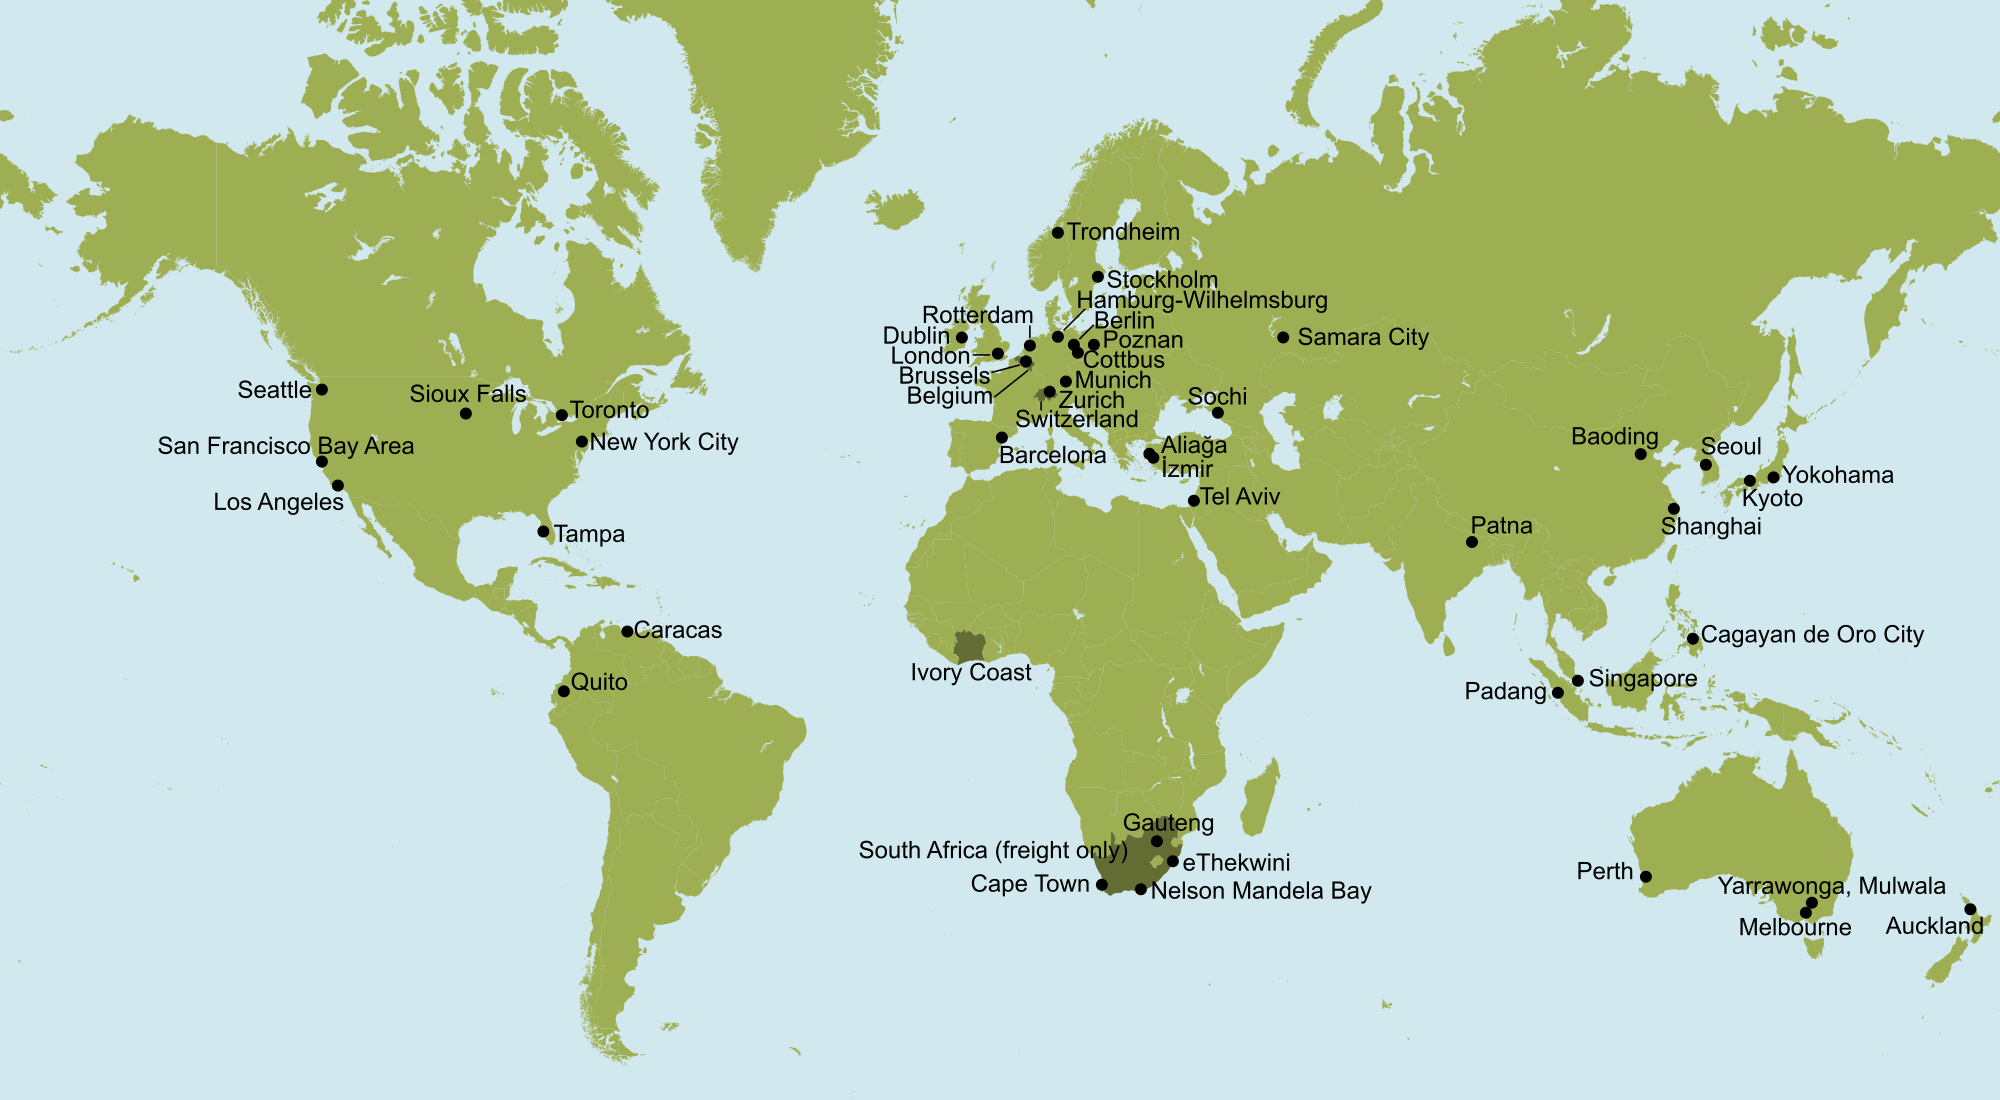 Trondheim
Stockholm
Hamburg-Wilhelmsburg
Rotterdam
Berlin
Dublin
Poznan
Samara City
London
Cottbus
Brussels
Munich
Belgium
Zurich
Switzerland
Sochi
Seattle
Sioux Falls
Toronto
New York City
San Francisco Bay Area
Los Angeles
Tampa
Barcelona
Aliağa
İzmir
Tel Aviv
Baoding
Seoul
Yokohama
Kyoto
Shanghai
Patna
Caracas
Quito
Ivory Coast
Cagayan de Oro City
Singapore
Padang
Gauteng
South Africa (freight only)
eThekwini
Cape Town
Nelson Mandela Bay
Perth
Yarrawonga, Mulwala
Melbourne
Auckland